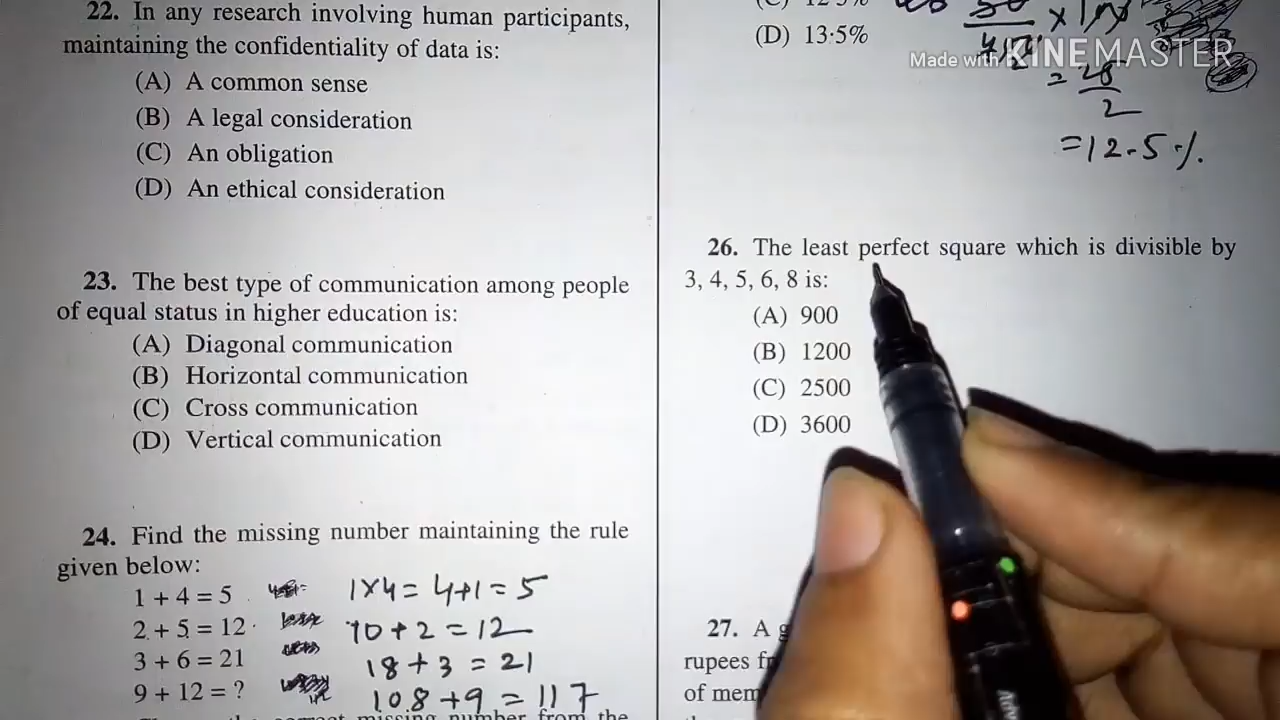 22. In any research involving human participants,
maintaining the confidentiality of data is:
(A) A common sense
(B) A legal consideration
(C) An obligation
(D) An ethical consideration
23. The best type of communication among people
of equal status in higher education is:
(A) Diagonal communication
(B) Horizontal communication
(C) Cross communication
(D) Vertical communication
24. Find the missing number maintaining the rule
given below:
1 + 4 = 5 1×4 = 4+1 = 5
2 + 5 = 12 10 + 2 = 12
3 + 6 = 21 18 + 3 = 21
9 + 12 = ? 108 + 9 = 117
missing number from the
(D) 13·5%
Made with KINEMASTER
= 12.5 %
26. The least perfect square which is divisible by
3, 4, 5, 6, 8 is:
(A) 900
(B) 1200
(C) 2500
(D) 3600
27. A
rupees
of